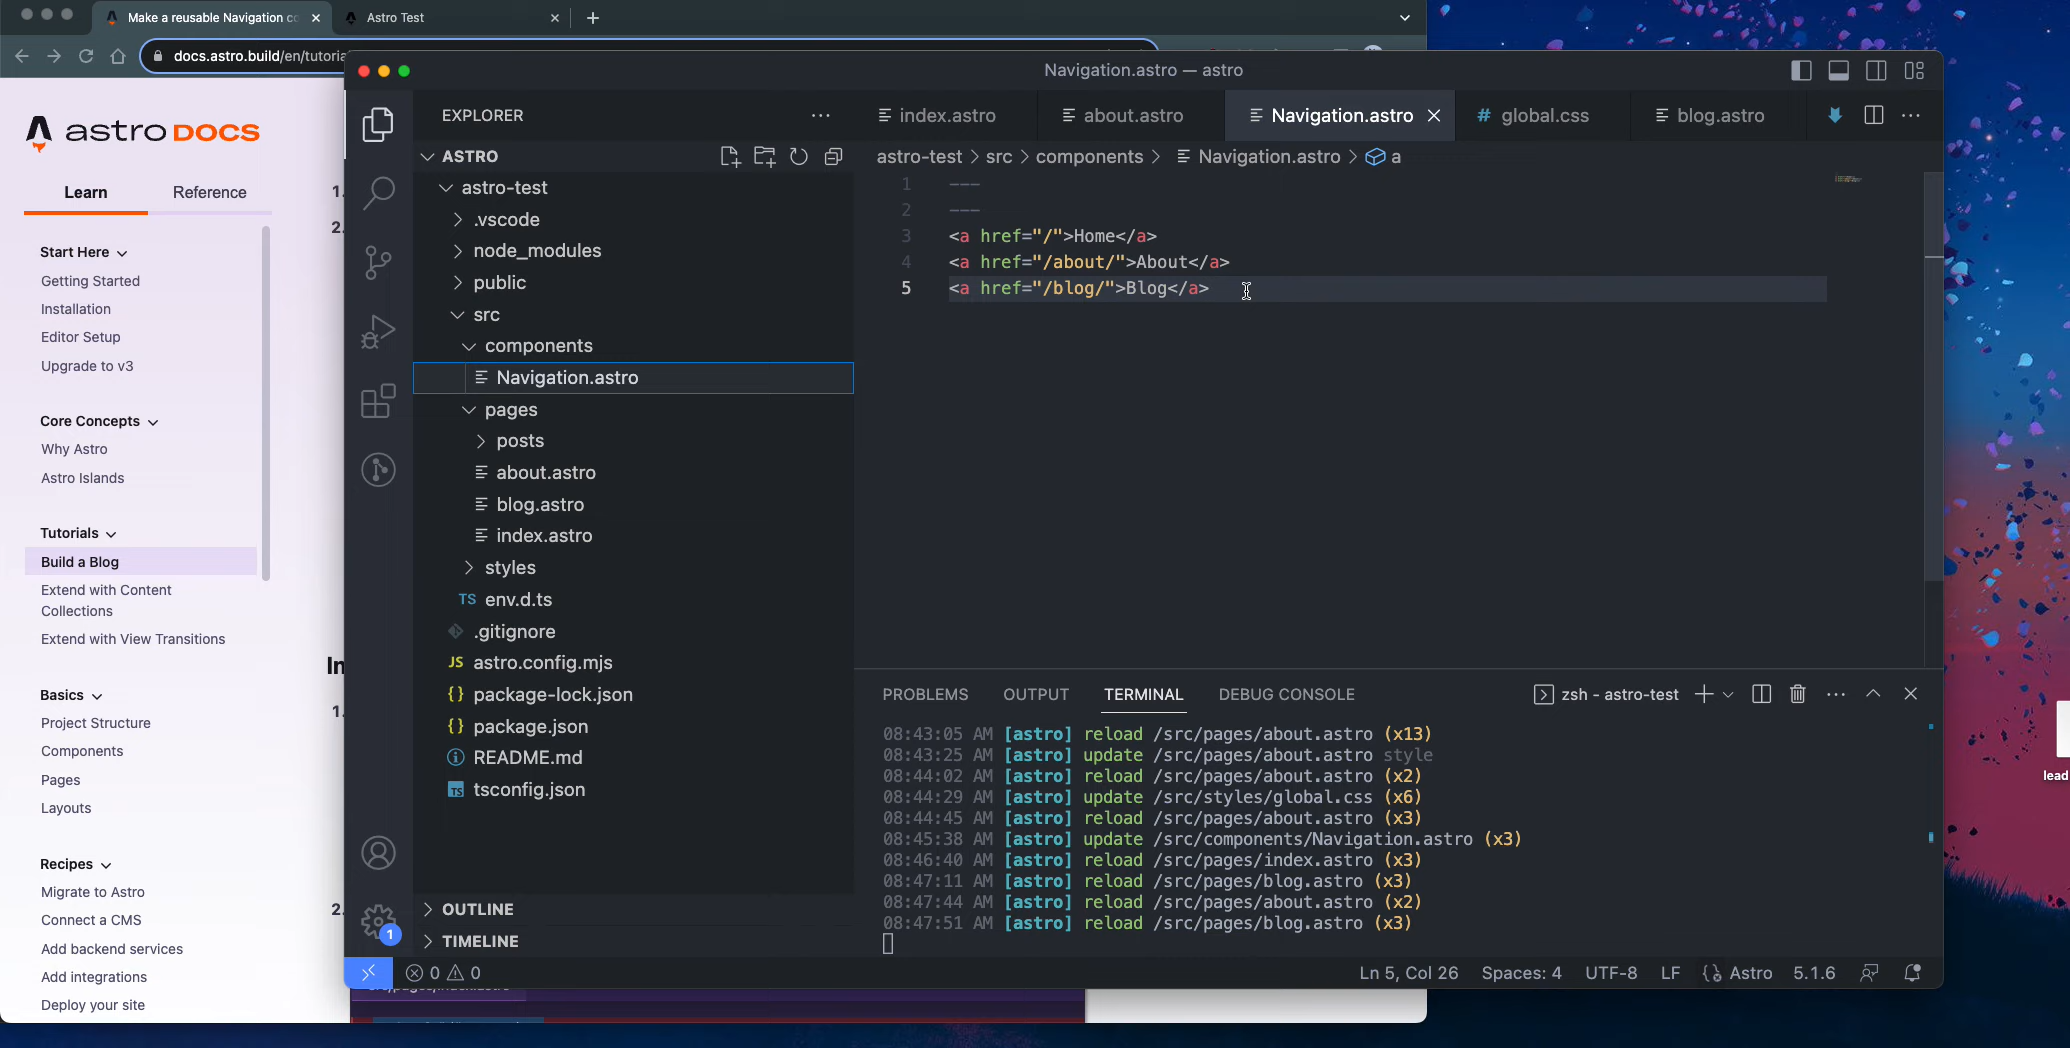 Make a reusable Navigation co
Astro Test
docs.astro.build/en/tutoria
astro DOCS
Learn
Reference
Start Here
Getting Started
Installation
Editor Setup
Upgrade to v3
Core Concepts
Why Astro
Astro Islands
Tutorials
Build a Blog
Extend with Content
Collections
Extend with View Transitions
Basics
Project Structure
Components
Pages
Layouts
Recipes
Migrate to Astro
Connect a CMS
Add backend services
Add integrations
Deploy your site
1.
2.
In
1.
2.
Navigation.astro — astro
EXPLORER
ASTRO
astro-test
.vscode
node_modules
public
src
components
Navigation.astro
pages
posts
about.astro
blog.astro
index.astro
styles
TS env.d.ts
.gitignore
JS astro.config.mjs
{} package-lock.json
{} package.json
README.md
TS tsconfig.json
OUTLINE
TIMELINE
1
index.astro
about.astro
Navigation.astro
# global.css
blog.astro
astro-test > src > components > Navigation.astro > a
1 ---
2 ---
3 <a href="/">Home</a>
4 <a href="/about/">About</a>
5 <a href="/blog/">Blog</a>
PROBLEMS OUTPUT TERMINAL DEBUG CONSOLE
zsh - astro-test
08:43:05 AM [astro] reload /src/pages/about.astro (x13)
08:43:25 AM [astro] update /src/pages/about.astro style
08:44:02 AM [astro] reload /src/pages/about.astro (x2)
08:44:29 AM [astro] update /src/styles/global.css (x6)
08:44:45 AM [astro] reload /src/pages/about.astro (x3)
08:45:38 AM [astro] update /src/components/Navigation.astro (x3)
08:46:40 AM [astro] reload /src/pages/index.astro (x3)
08:47:11 AM [astro] reload /src/pages/blog.astro (x3)
08:47:44 AM [astro] reload /src/pages/about.astro (x2)
08:47:51 AM [astro] reload /src/pages/blog.astro (x3)
0 0
Ln 5, Col 26 Spaces: 4 UTF-8 LF Astro 5.1.6
lead